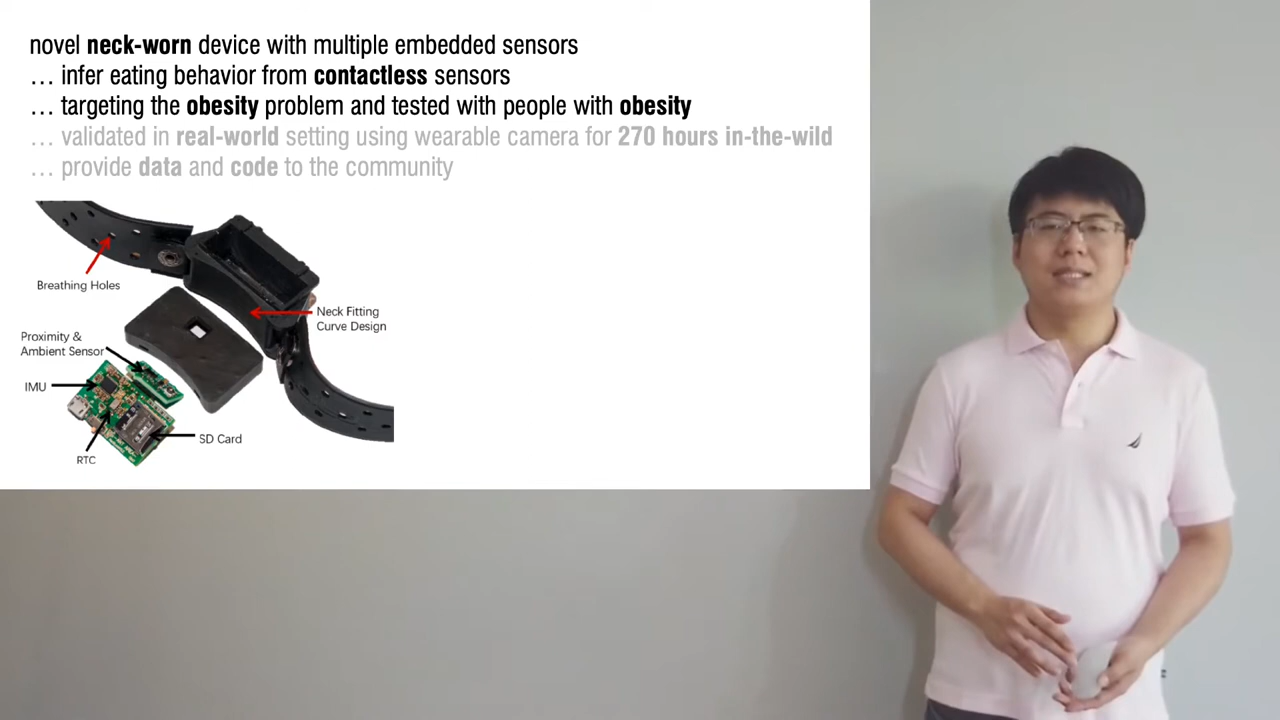 novel neck-worn device with multiple embedded sensors
… infer eating behavior from contactless sensors
… targeting the obesity problem and tested with people with obesity
… validated in real-world setting using wearable camera for 270 hours in-the-wild
… provide data and code to the community
Breathing Holes
Neck Fitting
Curve Design
Proximity &
Ambient Sensor
IMU
SD Card
RTC